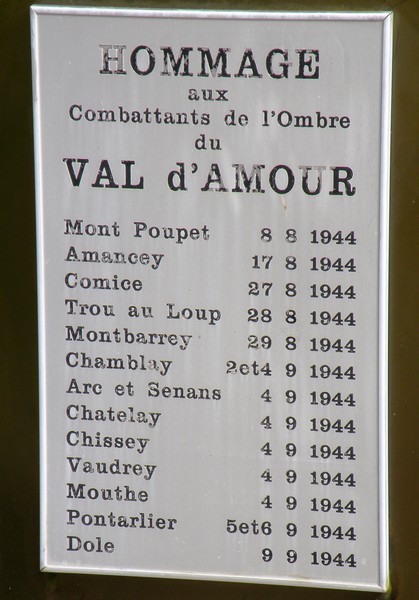 HOMMAGE
aux
Combattants de l'Ombre
du
VAL d'AMOUR
Mont Poupet 8 8 1944
Amancey 17 8 1944
Comice 27 8 1944
Trou au Loup 28 8 1944
Montbarrey 29 8 1944
Chamblay 2et4 9 1944
Arc et Senans 4 9 1944
Chatelay 4 9 1944
Chissey 4 9 1944
Vaudrey 4 9 1944
Mouthe 4 9 1944
Pontarlier 5et6 9 1944
Dole 9 9 1944